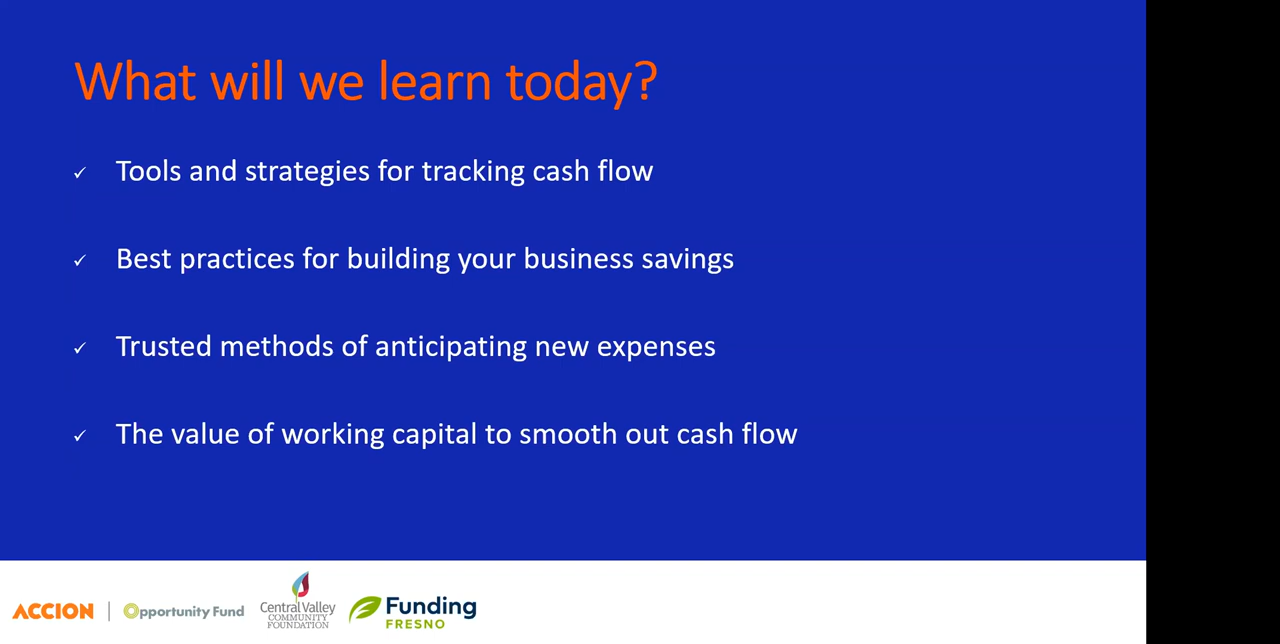 What will we learn today?
✓ Tools and strategies for tracking cash flow
✓ Best practices for building your business savings
✓ Trusted methods of anticipating new expenses
✓ The value of working capital to smooth out cash flow
ACCION | Opportunity Fund
Central Valley
COMMUNITY
FOUNDATION
Funding
FRESNO